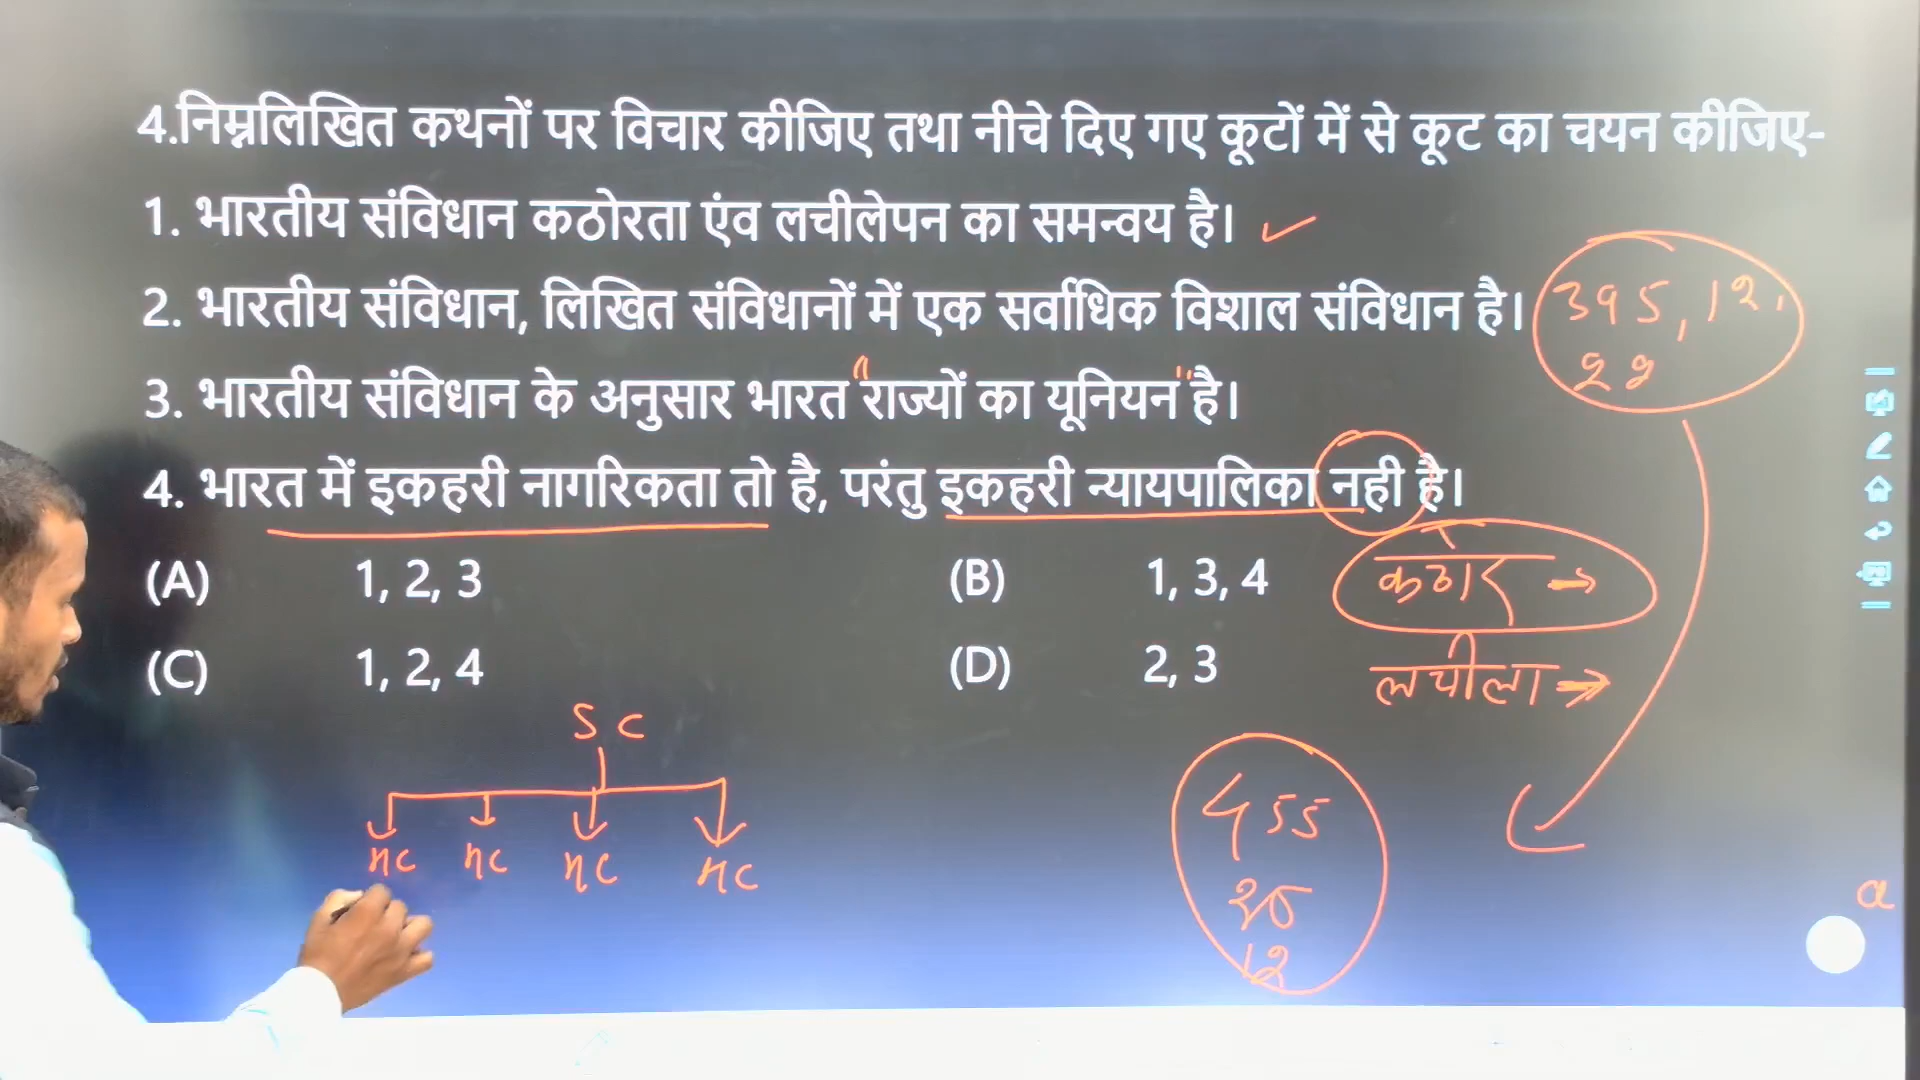 4.निम्नलिखित कथनों पर विचार कीजिए तथा नीचे दिए गए कूटों में से कूट का चयन कीजिए-
1. भारतीय संविधान कठोरता एंव लचीलेपन का समन्वय है।
2. भारतीय संविधान, लिखित संविधानों में एक सर्वाधिक विशाल संविधान है।
395, 12,
22
3. भारतीय संविधान के अनुसार भारत "राज्यों का यूनियन" है।
4. भारत में इकहरी नागरिकता तो है, परंतु इकहरी न्यायपालिका नही है।
(A) 1, 2, 3 (B) 1, 3, 4
कठोर →
(C) 1, 2, 4 (D) 2, 3
लचीला →
SC
HC HC HC HC
455
25
12
a